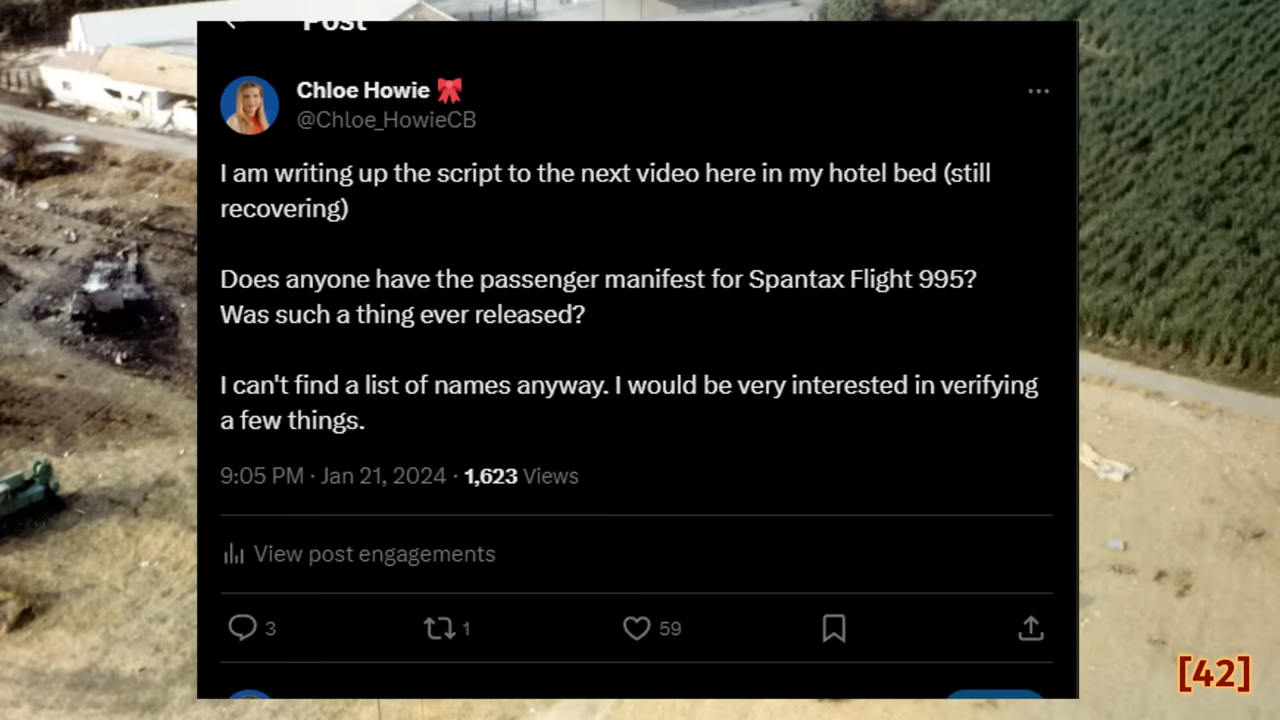 Post
Chloe Howie 🎀
@Chloe_HowieCB
I am writing up the script to the next video here in my hotel bed (still
recovering)
Does anyone have the passenger manifest for Spantax Flight 995?
Was such a thing ever released?
I can't find a list of names anyway. I would be very interested in verifying
a few things.
9:05 PM · Jan 21, 2024 · 1,623 Views
View post engagements
3 1 59
[42]